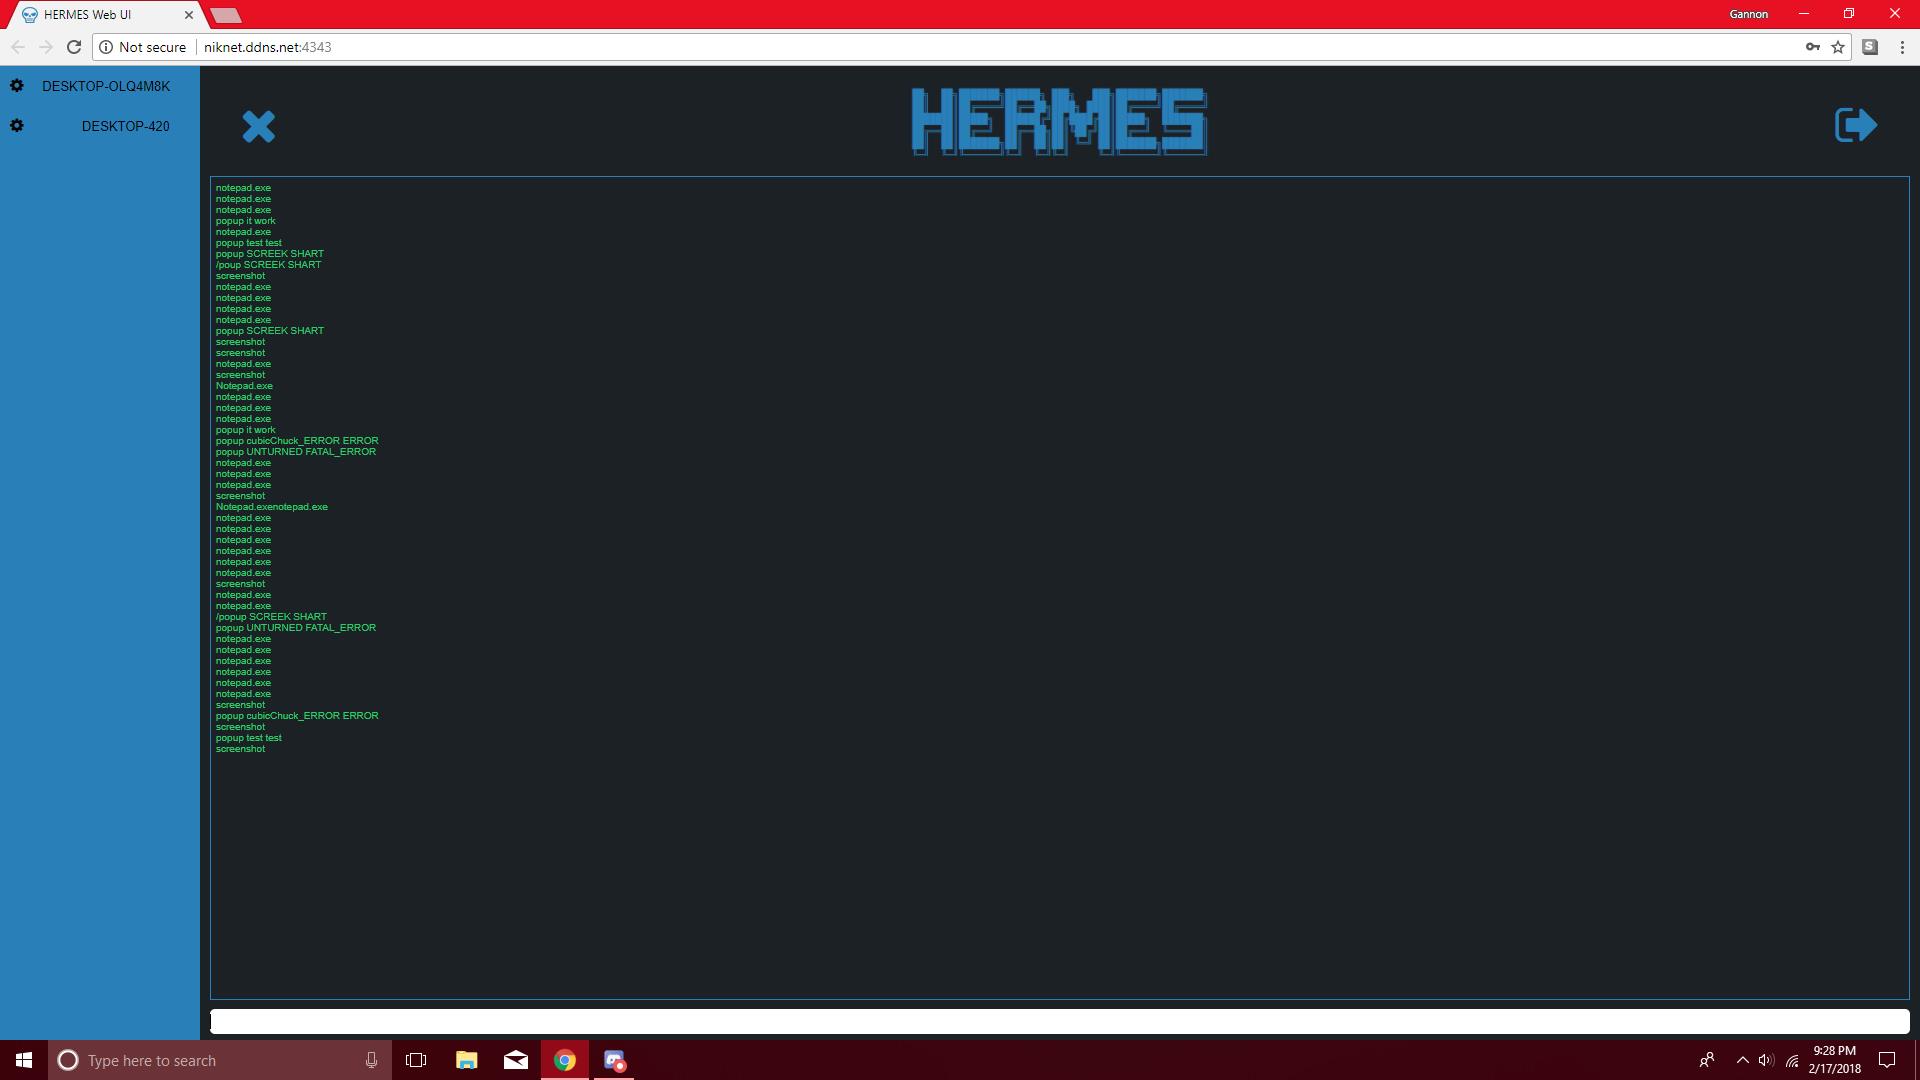 HERMES Web UI
Gannon
Not secure
niknet.ddns.net:4343
S
DESKTOP-OLQ4M8K
DESKTOP-420
HERMES
notepad.exe
notepad.exe
notepad.exe
popup it work
notepad.exe
popup test test
popup SCREEK SHART
/poup SCREEK SHART
screenshot
notepad.exe
notepad.exe
notepad.exe
notepad.exe
popup SCREEK SHART
screenshot
screenshot
notepad.exe
screenshot
Notepad.exe
notepad.exe
notepad.exe
notepad.exe
popup it work
popup cubicChuck_ERROR ERROR
popup UNTURNED FATAL_ERROR
notepad.exe
notepad.exe
notepad.exe
screenshot
Notepad.exenotepad.exe
notepad.exe
notepad.exe
notepad.exe
notepad.exe
notepad.exe
notepad.exe
screenshot
notepad.exe
notepad.exe
/popup SCREEK SHART
popup UNTURNED FATAL_ERROR
notepad.exe
notepad.exe
notepad.exe
notepad.exe
notepad.exe
notepad.exe
screenshot
popup cubicChuck_ERROR ERROR
screenshot
popup test test
screenshot
Type here to search
9:28 PM
2/17/2018